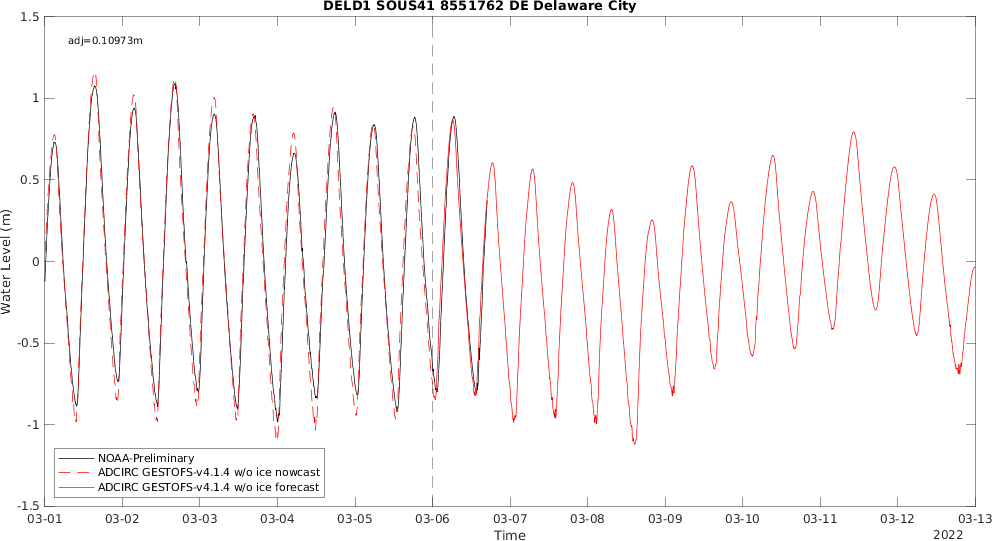 DELD1 SOUS41 8551762 DE Delaware City
adj=0.10973m
1.5
1
0.5
0
-0.5
-1
-1.5
Water Level (m)
NOAA-Preliminary
ADCIRC GESTOFS-v4.1.4 w/o ice nowcast
ADCIRC GESTOFS-v4.1.4 w/o ice forecast
03-01 03-02 03-03 03-04 03-05 03-06 03-07 03-08 03-09 03-10 03-11 03-12 03-13
Time
2022